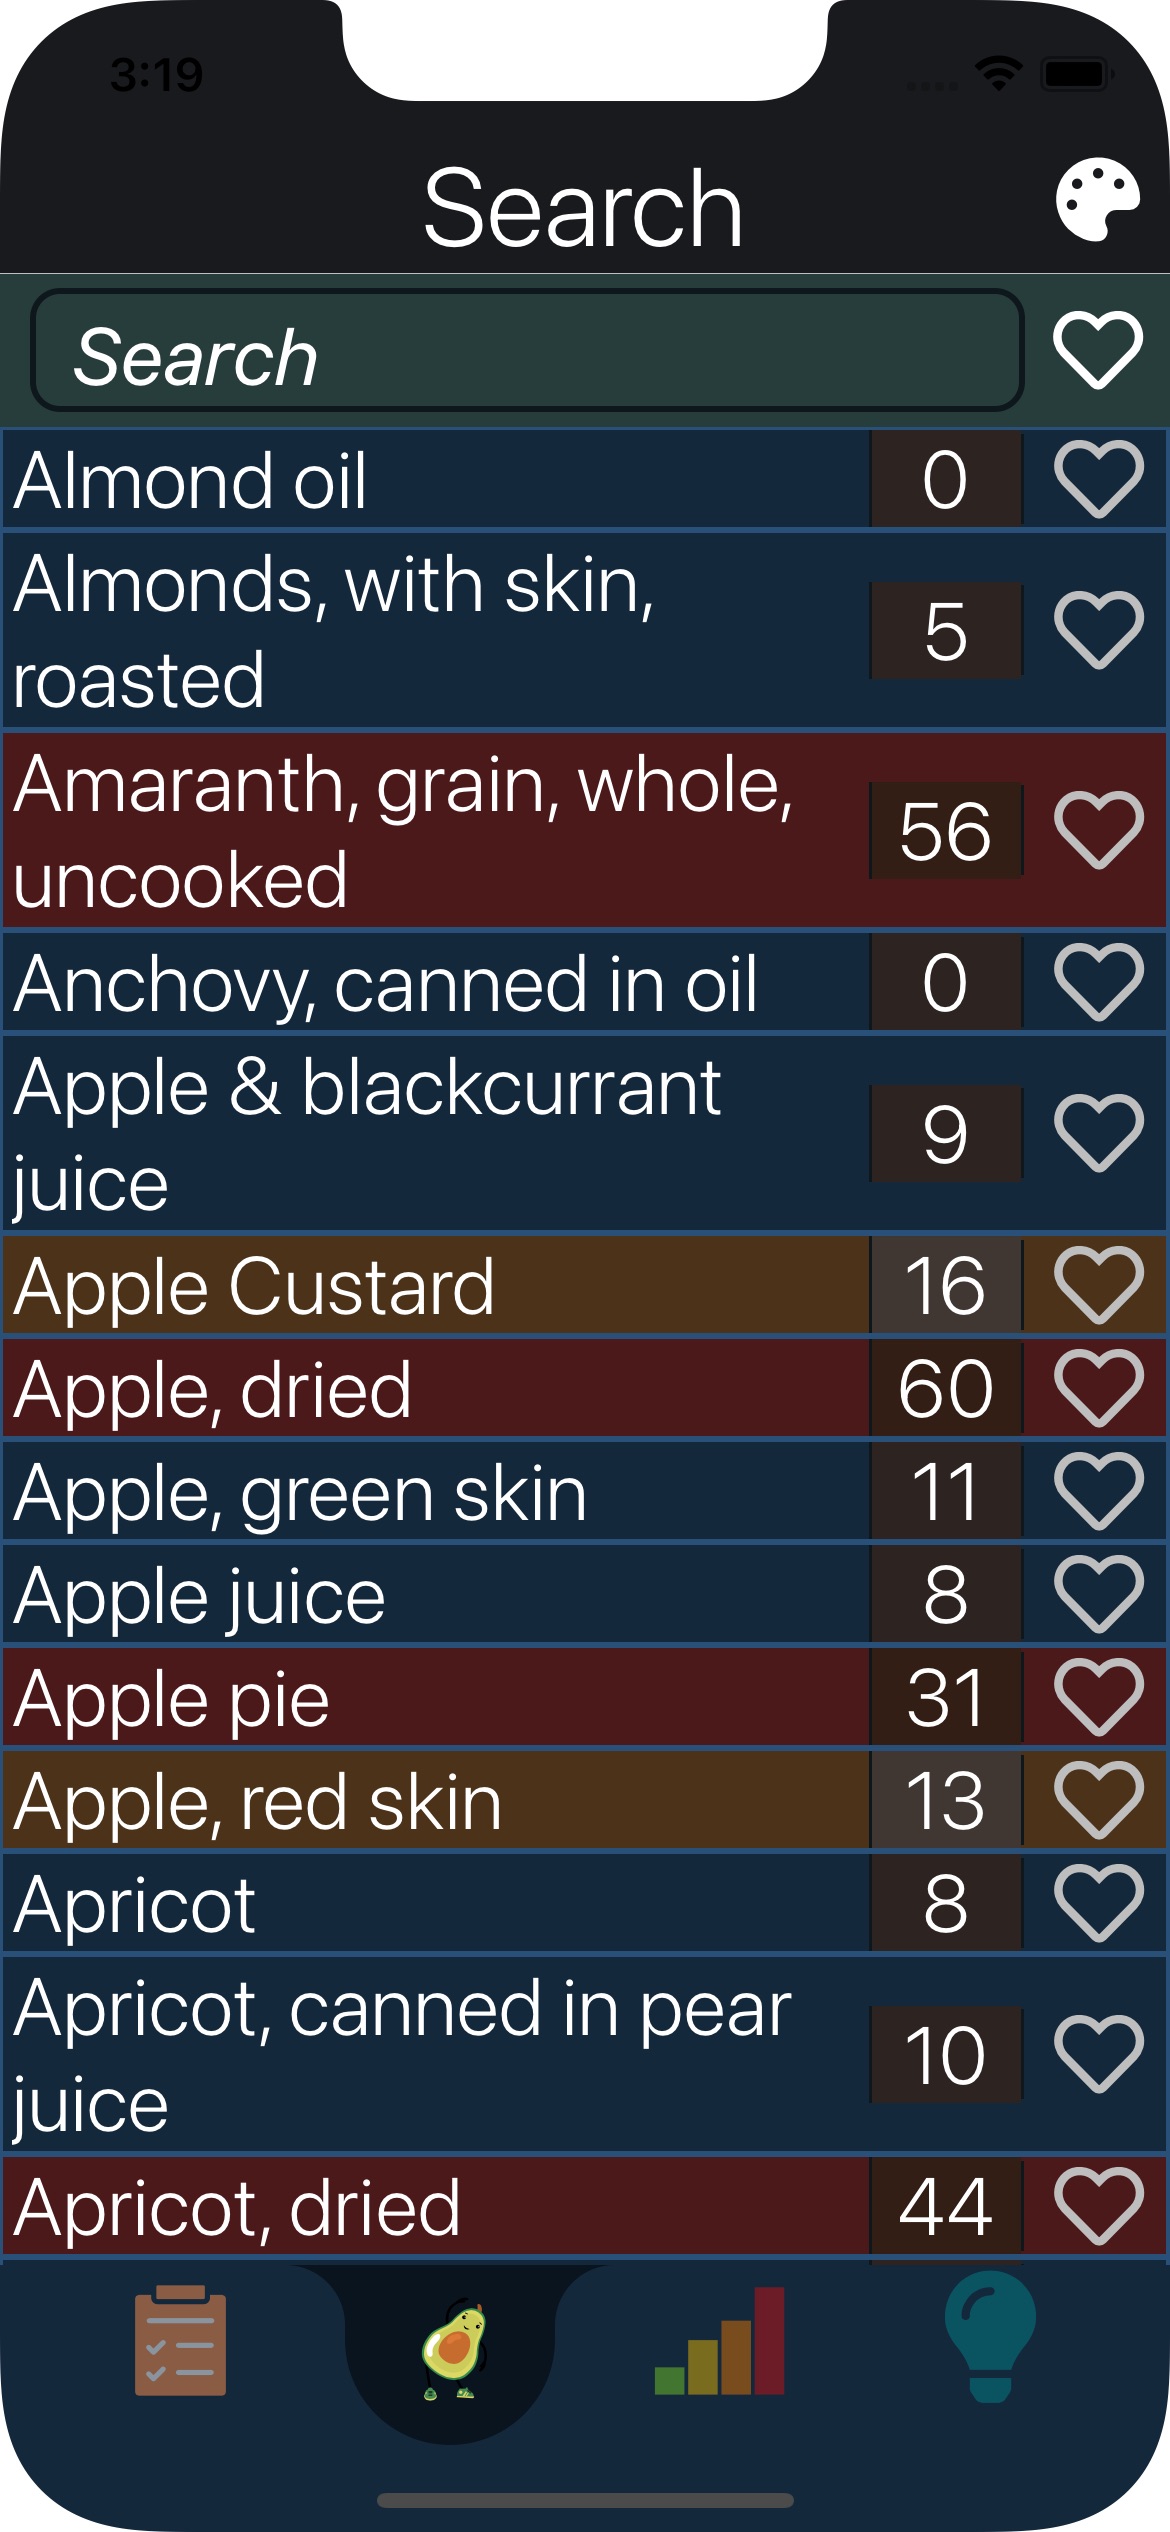 3:19
Search
Search
Almond oil 0
Almonds, with skin,
roasted 5
Amaranth, grain, whole,
uncooked 56
Anchovy, canned in oil 0
Apple & blackcurrant
juice 9
Apple Custard 16
Apple, dried 60
Apple, green skin 11
Apple juice 8
Apple pie 31
Apple, red skin 13
Apricot 8
Apricot, canned in pear
juice 10
Apricot, dried 44